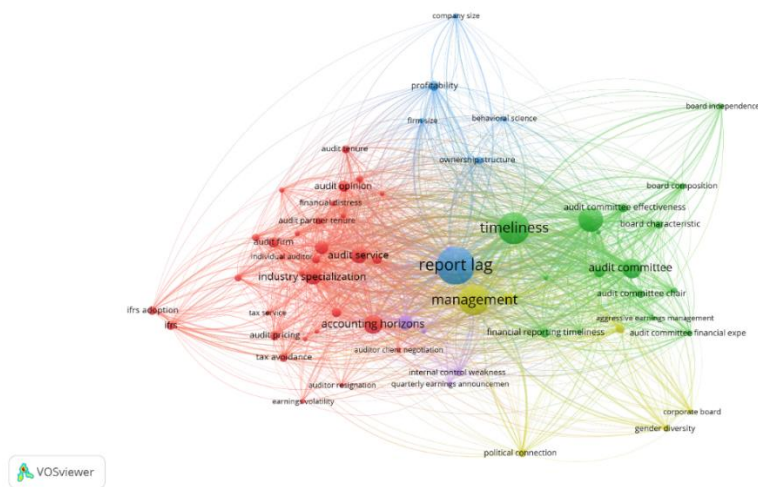 company size
profitability
firm size
behavioral science
board independence
audit tenure
ownership structure
audit opinion
board composition
financial distress
audit committee effectiveness
audit partner tenure
timeliness
board characteristic
audit firm
individual auditor
audit service
report lag
audit committee
industry specialization
audit committee chair
management
ifrs adoption
tax service
ifrs
accounting horizons
aggressive earnings management
audit pricing
financial reporting timeliness
audit committee financial expe
auditor client negotiation
tax avoidance
internal control weakness
auditor resignation
quarterly earnings announcemen
earnings volatility
corporate board
gender diversity
political connection
VOSviewer